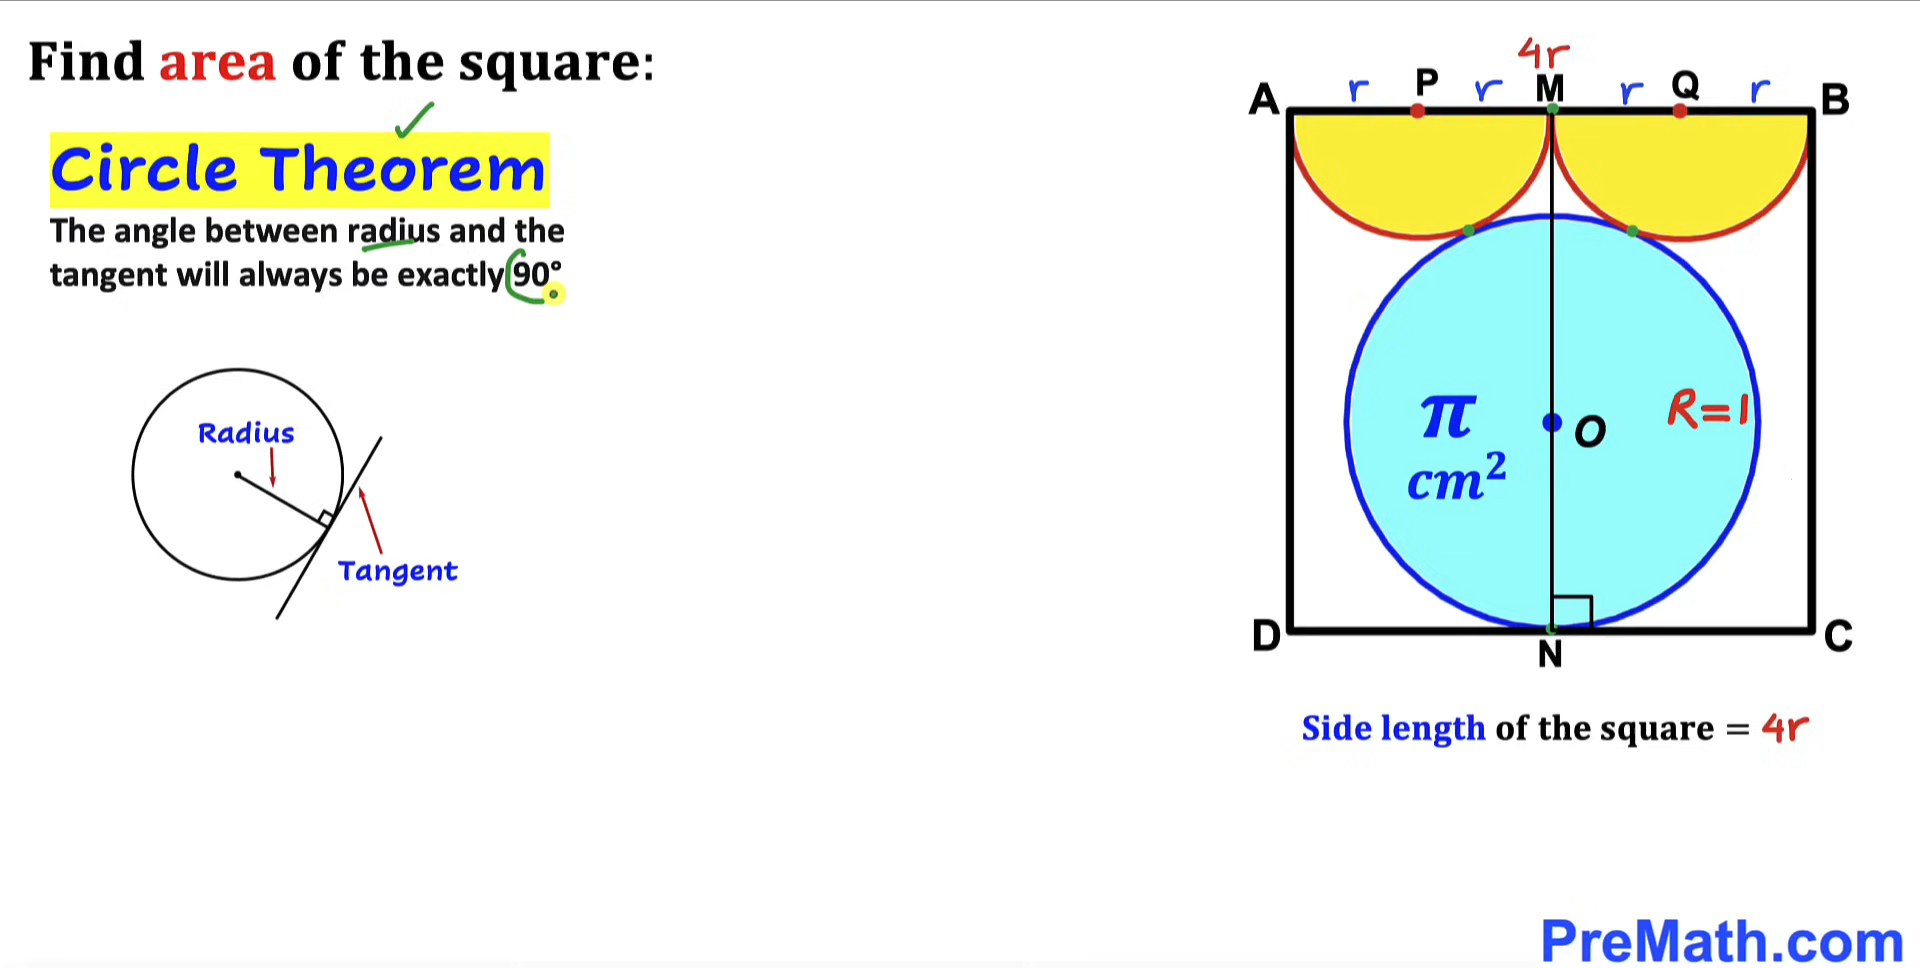 Find area of the square:
Circle Theorem
The angle between radius and the
tangent will always be exactly 90°
Radius
Tangent
4r
A r P r M r Q r B
π
cm²
O
R=1
D
N
C
Side length of the square = 4r
PreMath.com